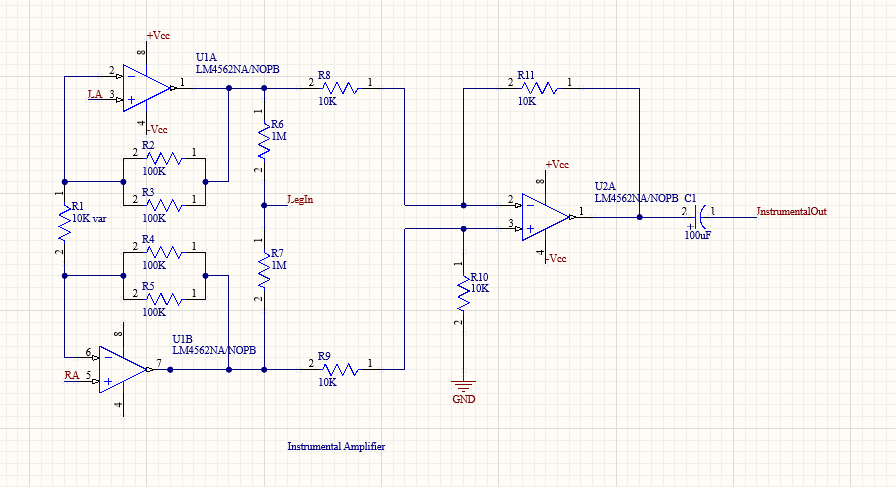 +Vcc
8
U1A
LM4562NA/NOPB
2
1
LA 3
4
-Vcc
R8
2 1
10K
R11
2 1
10K
R2
2 1
100K
R3
2 1
100K
1
R1
10K var
2
R4
2 1
100K
R5
2 1
100K
1
R6
1M
2
LegIn
1
R7
1M
2
+Vcc
8
U2A
LM4562NA/NOPB
2
3
1
4
-Vcc
C1
2 1
+
100uF
InstrumentalOut
1
R10
10K
2
GND
8
U1B
LM4562NA/NOPB
6
7
RA 5
4
R9
2 1
10K
Instrumental Amplifier